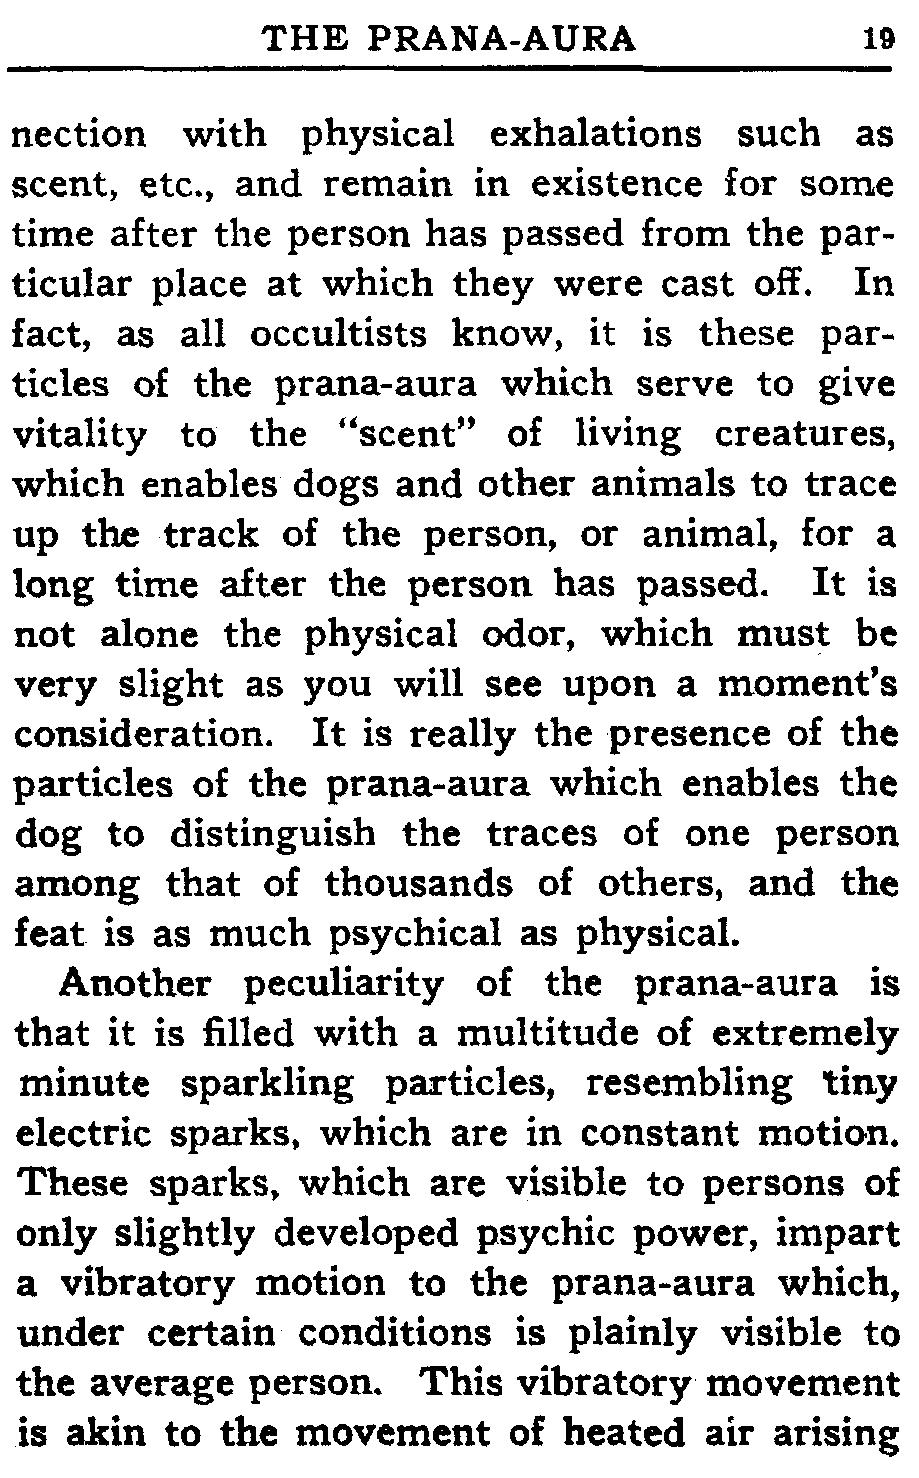 THE PRANA-AURA 19
nection with physical exhalations such as
scent, etc., and remain in existence for some
time after the person has passed from the par-
ticular place at which they were cast off. In
fact, as all occultists know, it is these par-
ticles of the prana-aura which serve to give
vitality to the “scent” of living creatures,
which enables dogs and other animals to trace
up the track of the person, or animal, for a
long time after the person has passed. It is
not alone the physical odor, which must be
very slight as you will see upon a moment's
consideration. It is really the presence of the
particles of the prana-aura which enables the
dog to distinguish the traces of one person
among that of thousands of others, and the
feat is as much psychical as physical.
Another peculiarity of the prana-aura is
that it is filled with a multitude of extremely
minute sparkling particles, resembling tiny
electric sparks, which are in constant motion.
These sparks, which are visible to persons of
only slightly developed psychic power, impart
a vibratory motion to the prana-aura which,
under certain conditions is plainly visible to
the average person. This vibratory movement
is akin to the movement of heated air arising